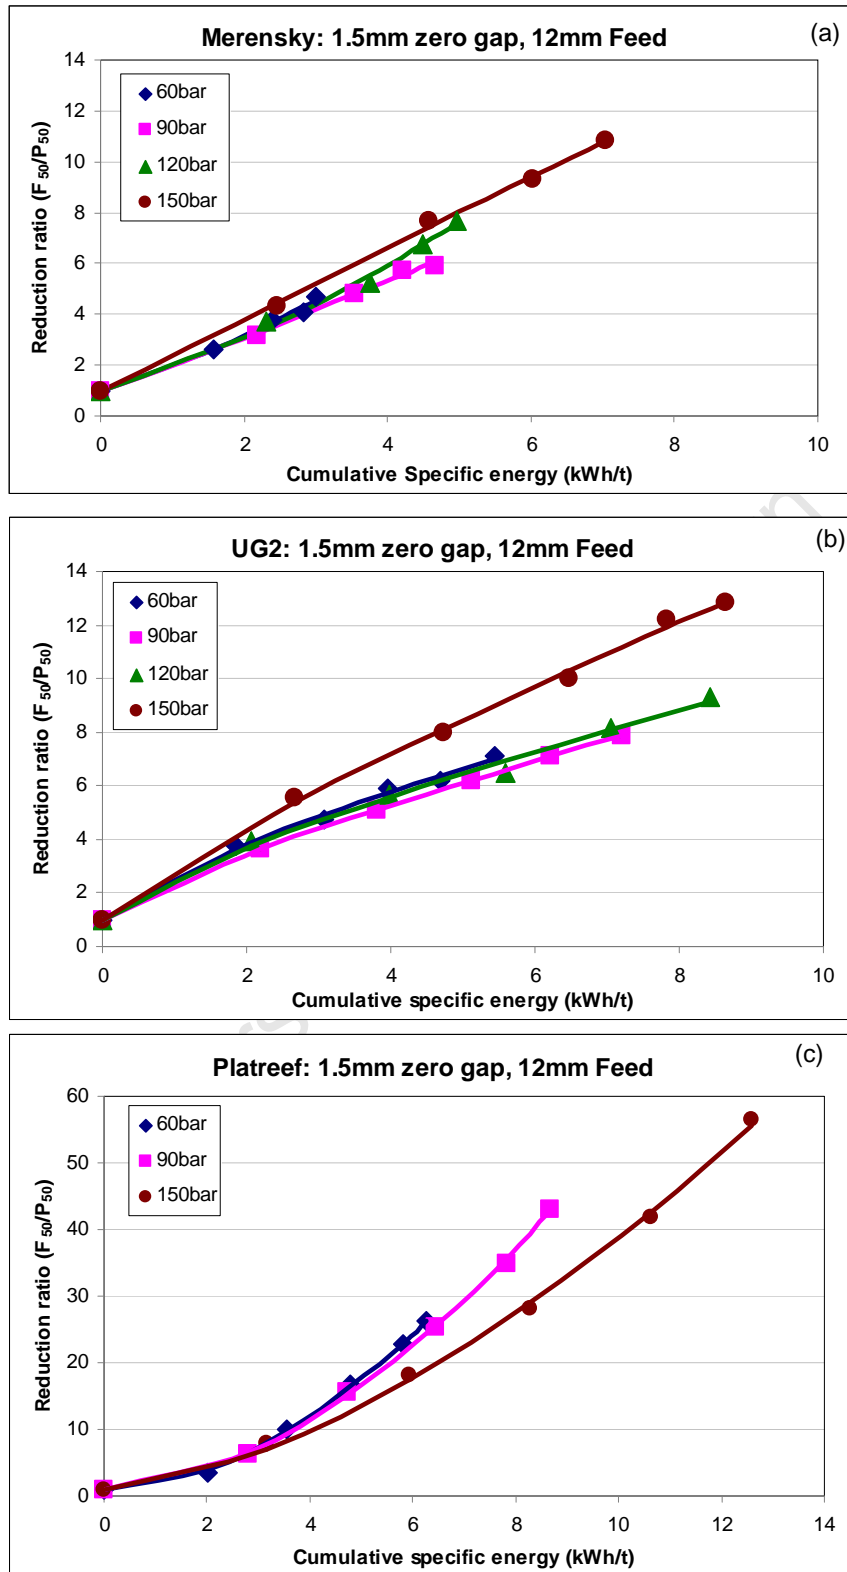 (a)
Merensky: 1.5mm zero gap, 12mm Feed
14
12
10
8
6
4
2
0
60bar
90bar
120bar
150bar
Reduction ratio (F50/P50)
0 2 4 6 8 10
Cumulative Specific energy (kWh/t)
(b)
UG2: 1.5mm zero gap, 12mm Feed
14
12
10
8
6
4
2
0
60bar
90bar
120bar
150bar
Reduction ratio (F50/P50)
0 2 4 6 8 10
Cumulative specific energy (kWh/t)
(c)
Platreef: 1.5mm zero gap, 12mm Feed
60
50
40
30
20
10
0
60bar
90bar
150bar
Reduction ratio (F50/P50)
0 2 4 6 8 10 12 14
Cumulative specific energy (kWh/t)